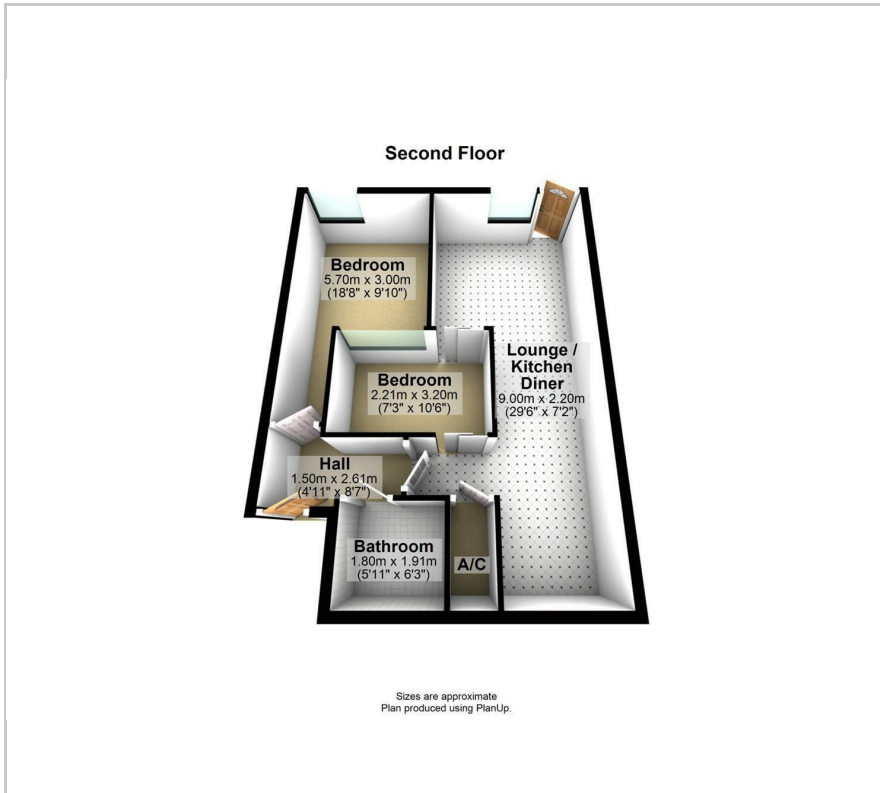 Second Floor
Bedroom
5.70m x 3.00m
(18'8" x 9'10")
Lounge /
Kitchen
Diner
9.00m x 2.20m
(29'6" x 7'2")
Bedroom
2.21m x 3.20m
(7'3" x 10'6")
Hall
1.50m x 2.61m
(4'11" x 8'7")
Bathroom
1.80m x 1.91m
(5'11" x 6'3")
A/C
Sizes are approximate
Plan produced using PlanUp.